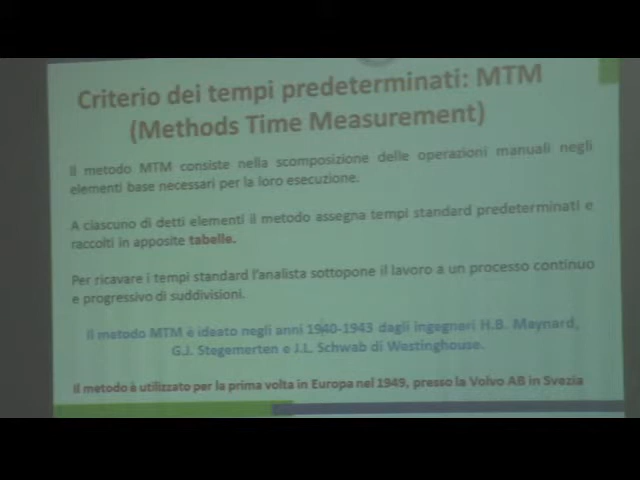 Criterio dei tempi predeterminati: MTM
(Methods Time Measurement)
Il metodo MTM consiste nella scomposizione delle operazioni manuali negli
elementi base necessari per la loro esecuzione.
A ciascuno di detti elementi il metodo assegna tempi standard predeterminati e
raccolti in apposite tabelle.
Per ricavare i tempi standard l'analista sottopone il lavoro a un processo continuo
e progressivo di suddivisioni.
Il metodo MTM è ideato negli anni 1940-1943 dagli ingegneri H.B. Maynard,
G.J. Stegemerten e J.L. Schwab di Westinghouse.
Il metodo è utilizzato per la prima volta in Europa nel 1949, presso la Volvo AB in Svezia